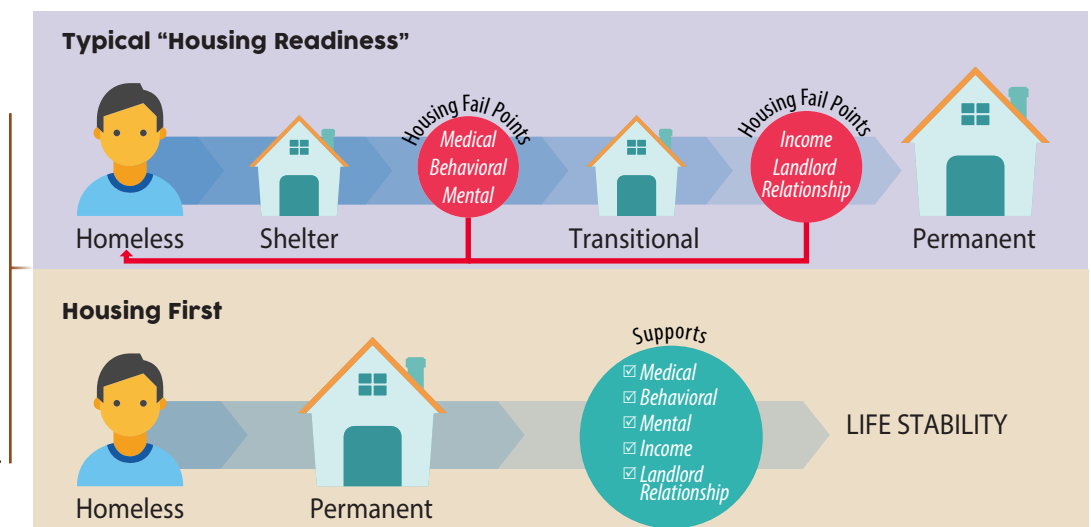 Typical “Housing Readiness”
Housing Fail Points
Medical
Behavioral
Mental
Housing Fail Points
Income
Landlord
Relationship
Homeless
Shelter
Transitional
Permanent
Housing First
Supports
☑ Medical
☑ Behavioral
☑ Mental
☑ Income
☑ Landlord
Relationship
LIFE STABILITY
Homeless
Permanent